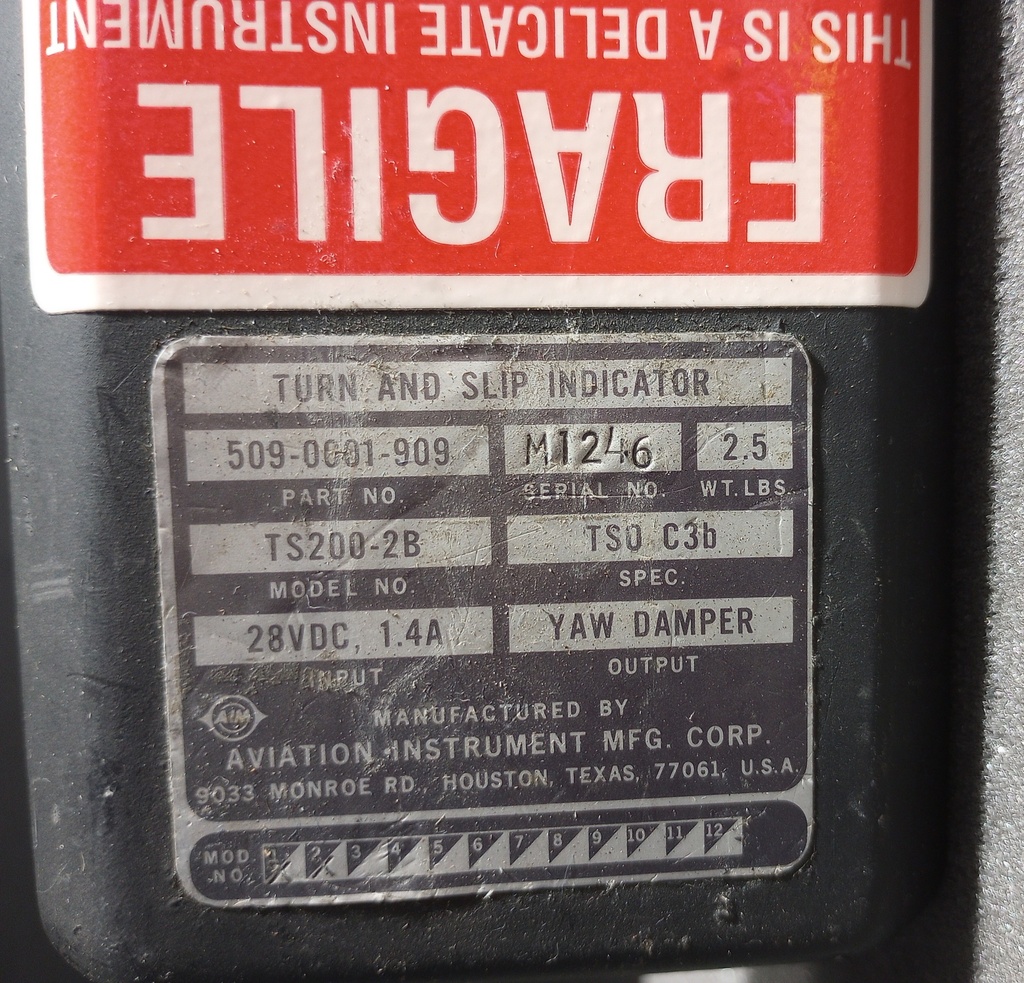 THIS IS A DELICATE INSTRUMENT
FRAGILE
TURN AND SLIP INDICATOR
509-0001-909 MI246 2.5
PART NO. SERIAL NO. WT.LBS
TS200-2B TSO C3b
MODEL NO. SPEC.
28VDC, 1.4A YAW DAMPER
INPUT OUTPUT
AIM
MANUFACTURED BY
AVIATION INSTRUMENT MFG. CORP.
9033 MONROE RD., HOUSTON, TEXAS, 77061, U.S.A.
MOD. NO. 1 2 3 4 5 6 7 8 9 10 11 12